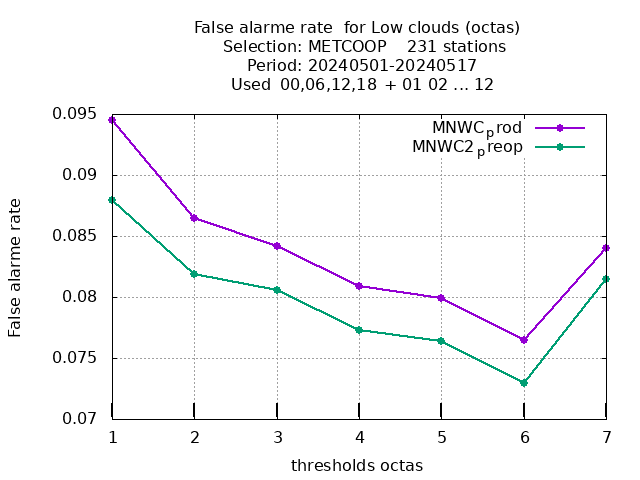 False alarme rate  for Low clouds (octas)
Selection: METCOOP    231 stations
Period: 20240501-20240517
Used  00,06,12,18  + 01 02 ... 12
MNWCprod
MNWC2preop
0.095
0.09
0.085
0.08
0.075
0.07
False alarme rate
1 2 3 4 5 6 7
thresholds octas